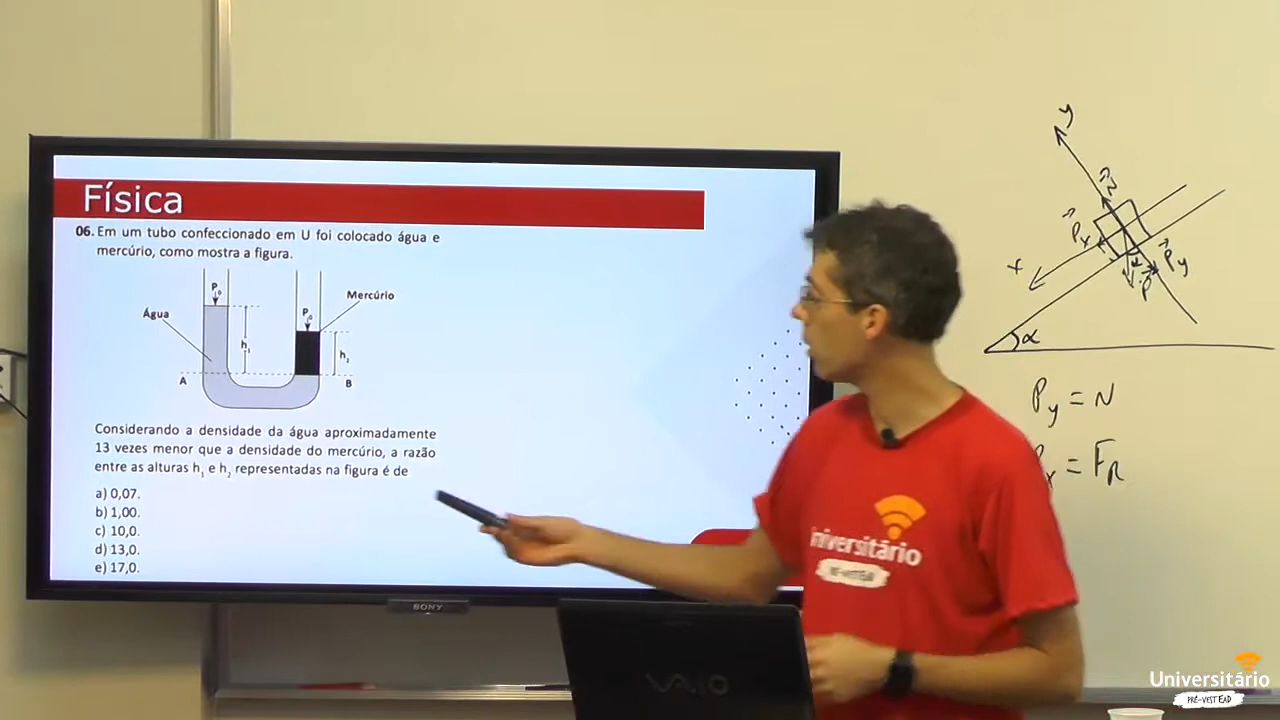 Física
06. Em um tubo confeccionado em U foi colocado água e
mercúrio, como mostra a figura.
P₀
Mercúrio
P₀
Água
h₁
h₂
A
B
Considerando a densidade da água aproximadamente
13 vezes menor que a densidade do mercúrio, a razão
entre as alturas h₁ e h₂ representadas na figura é de
a) 0,07.
b) 1,00.
c) 10,0.
d) 13,0.
e) 17,0.
SONY
VAIO
y
N
Px
Py
x
α
P
α
Py = N
x = FR
niversitário
Universitário
PRÉ-VEST EAD